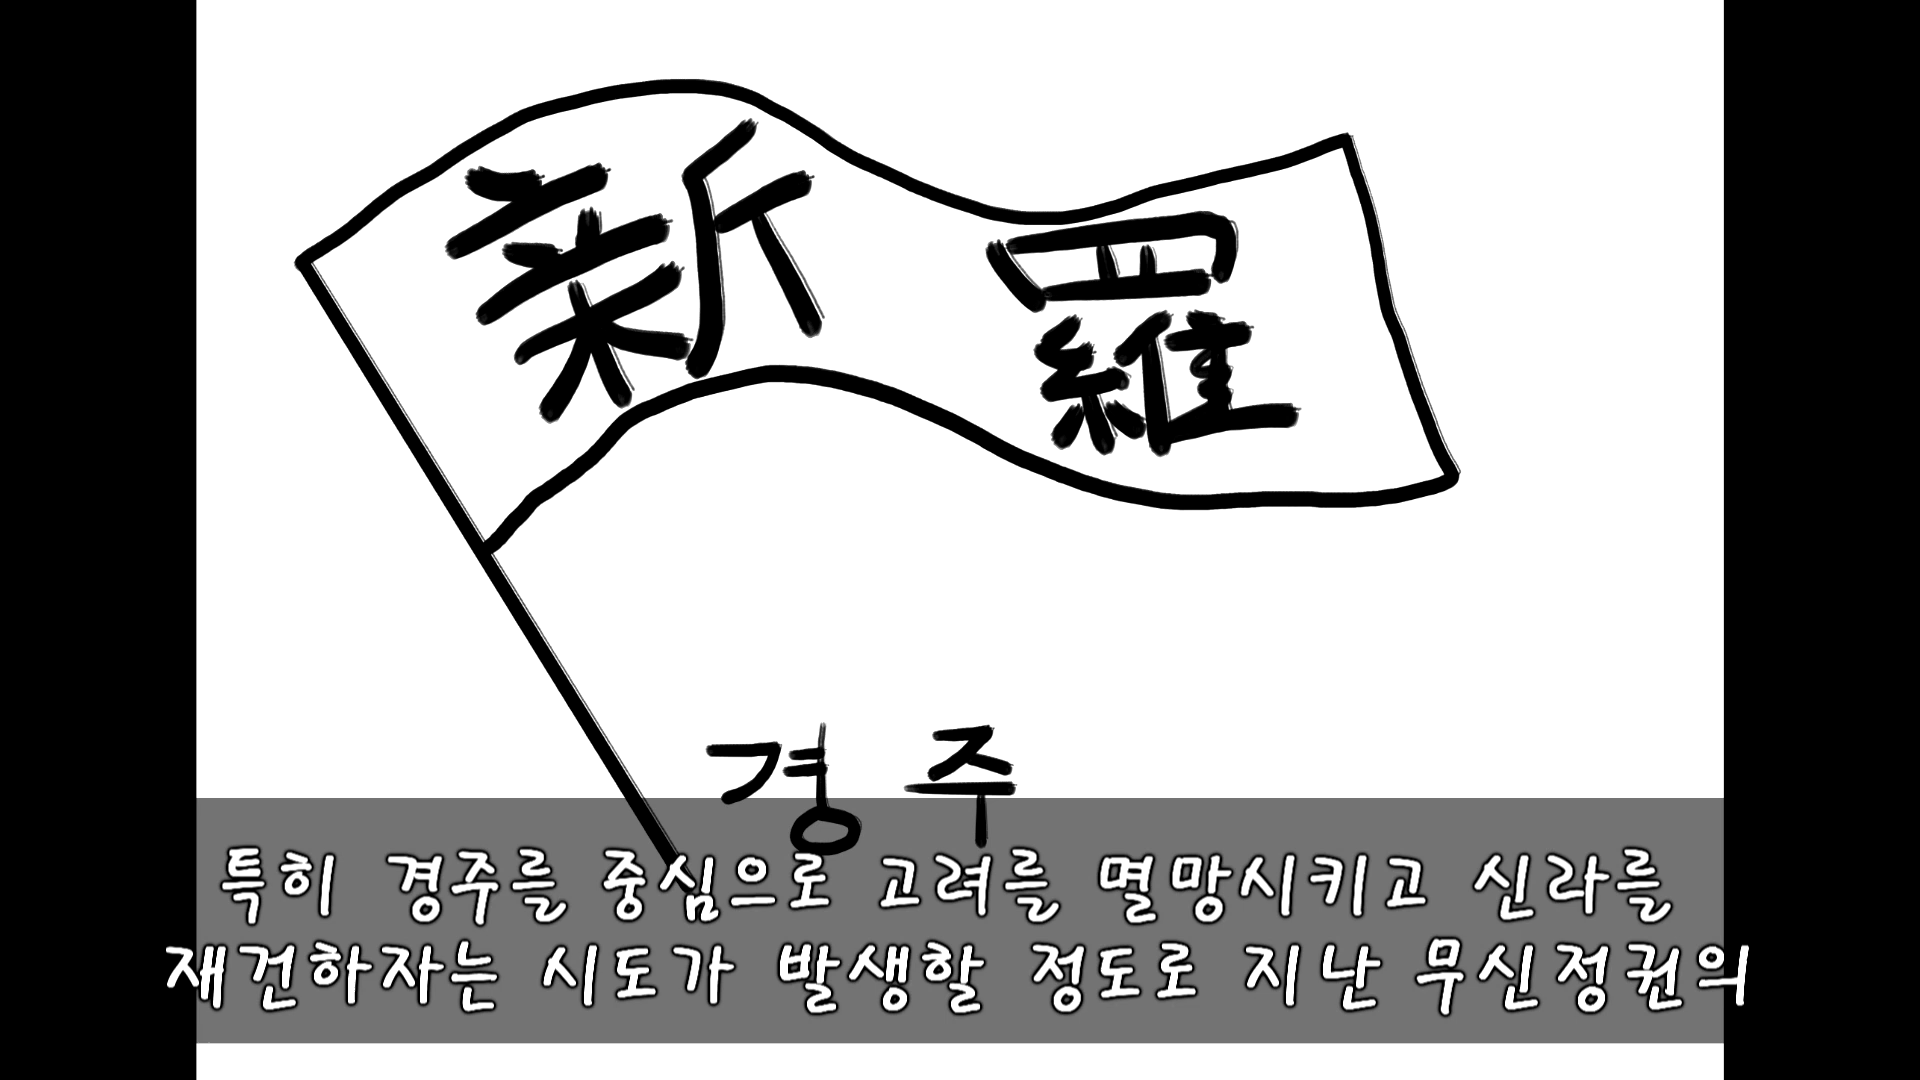 新羅
경주
특히 경주를 중심으로 고려를 멸망시키고 신라를
재건하자는 시도가 발생할 정도로 지난 무신정권의